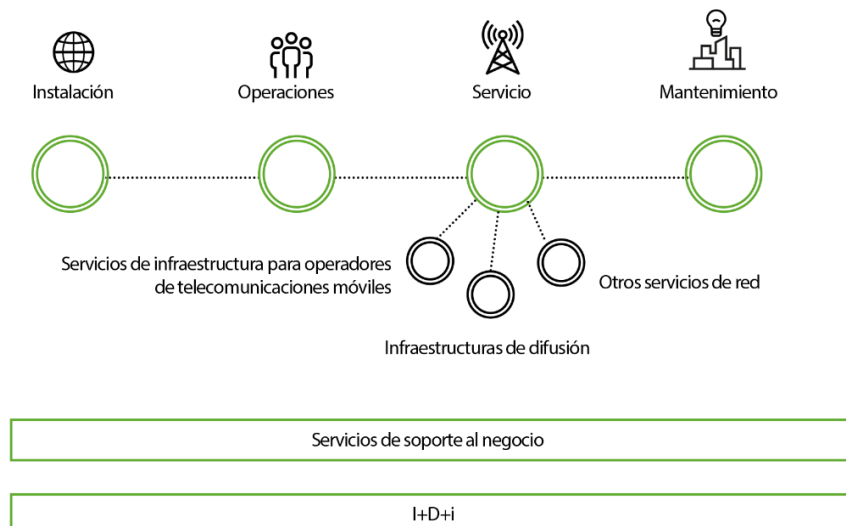 Instalación
Operaciones
Servicio
Mantenimiento
Servicios de infraestructura para operadores
de telecomunicaciones móviles
Otros servicios de red
Infraestructuras de difusión
Servicios de soporte al negocio
I+D+i